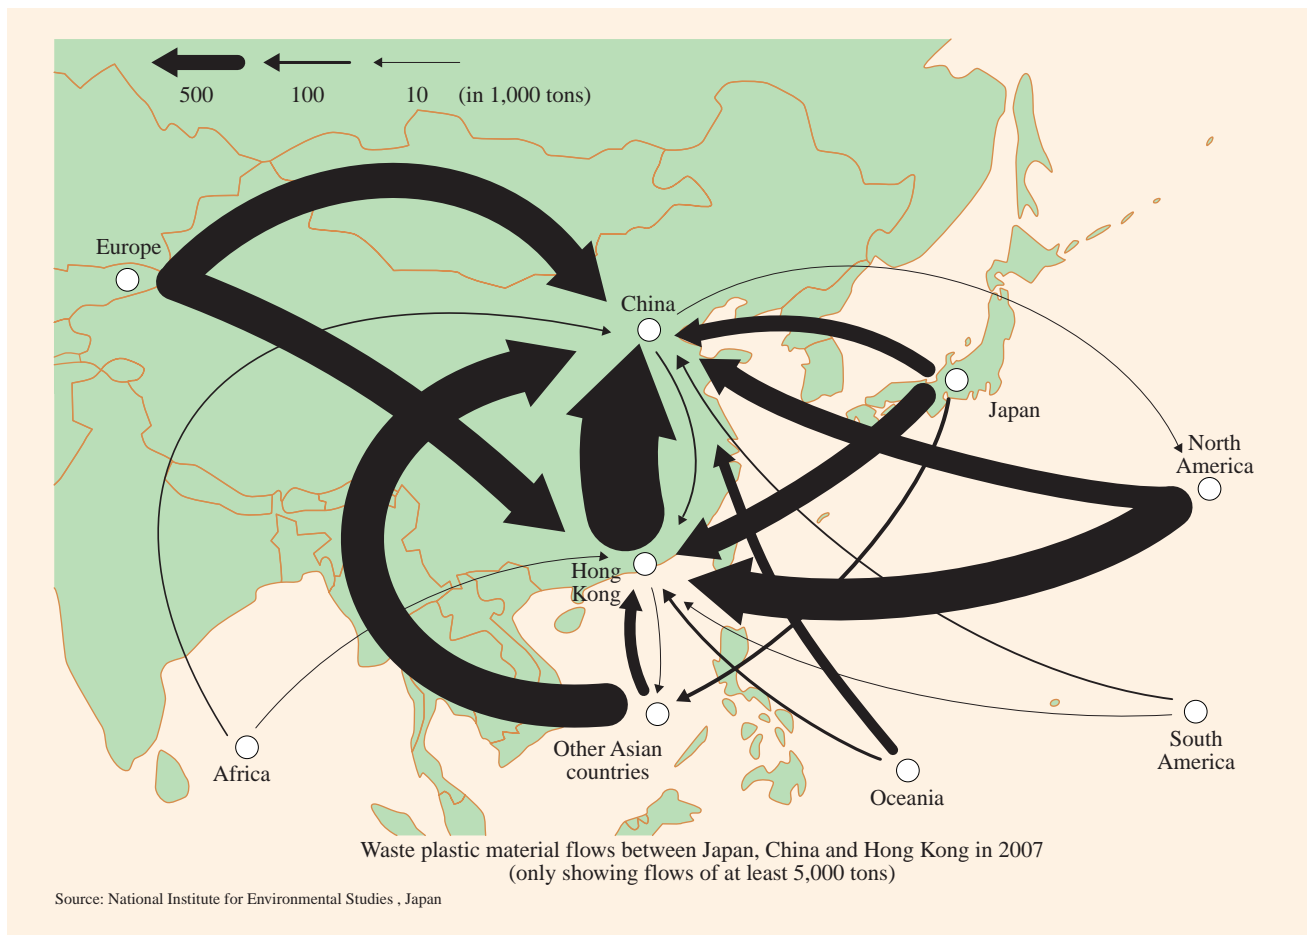 500 100 10 (in 1,000 tons)
Europe
China
Japan
North
America
Hong
Kong
Other Asian
countries
Africa
South
America
Oceania
Waste plastic material flows between Japan, China and Hong Kong in 2007
(only showing flows of at least 5,000 tons)
Source: National Institute for Environmental Studies , Japan